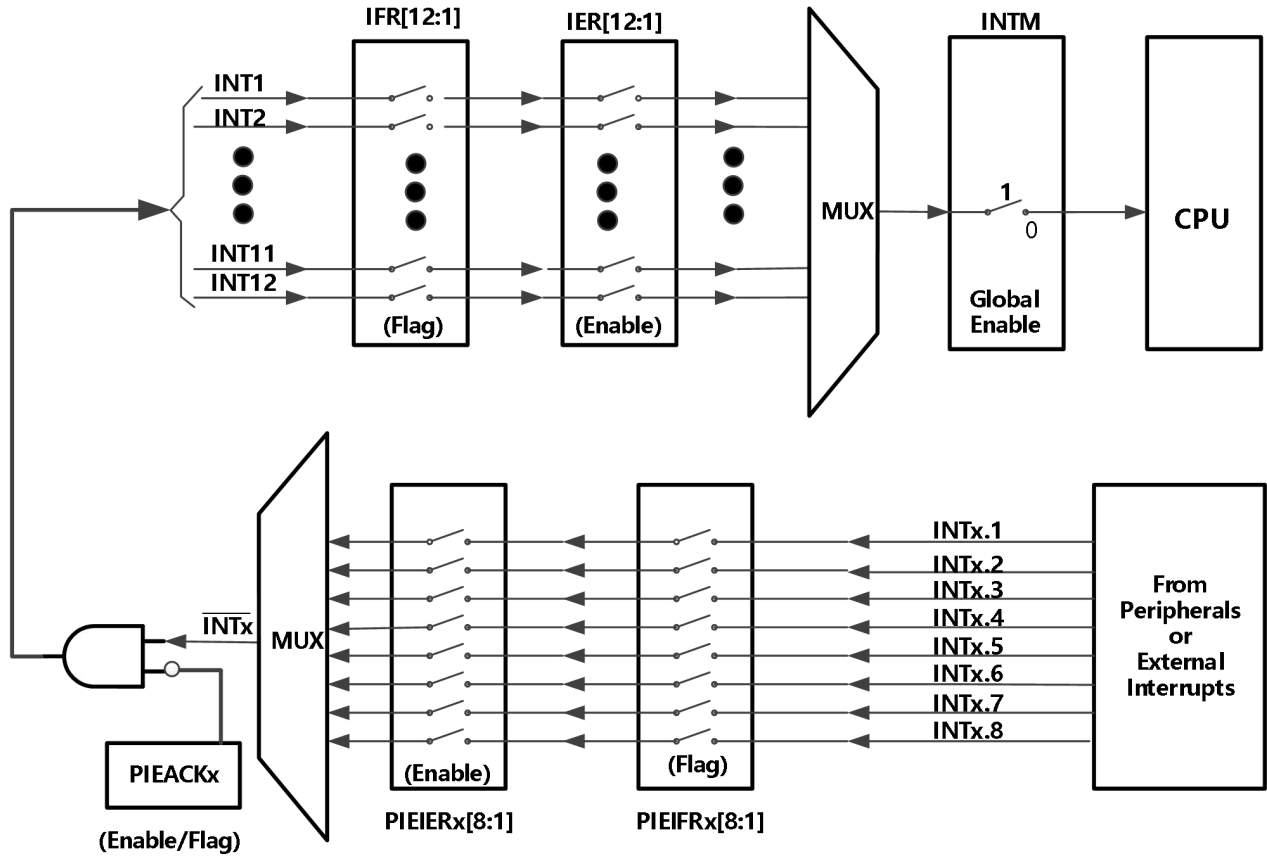 IFR[12:1]
IER[12:1]
INTM
INT1
INT2
1
MUX
0
CPU
INT11
INT12
(Flag)
(Enable)
Global
Enable
INTx.1
INTx.2
INTx.3
INTx.4
INTx.5
INTx.6
INTx.7
INTx.8
From
Peripherals
or
External
Interrupts
INTx
MUX
PIEACKx
(Enable/Flag)
(Enable)
(Flag)
PIEIERx[8:1]
PIEIFRx[8:1]